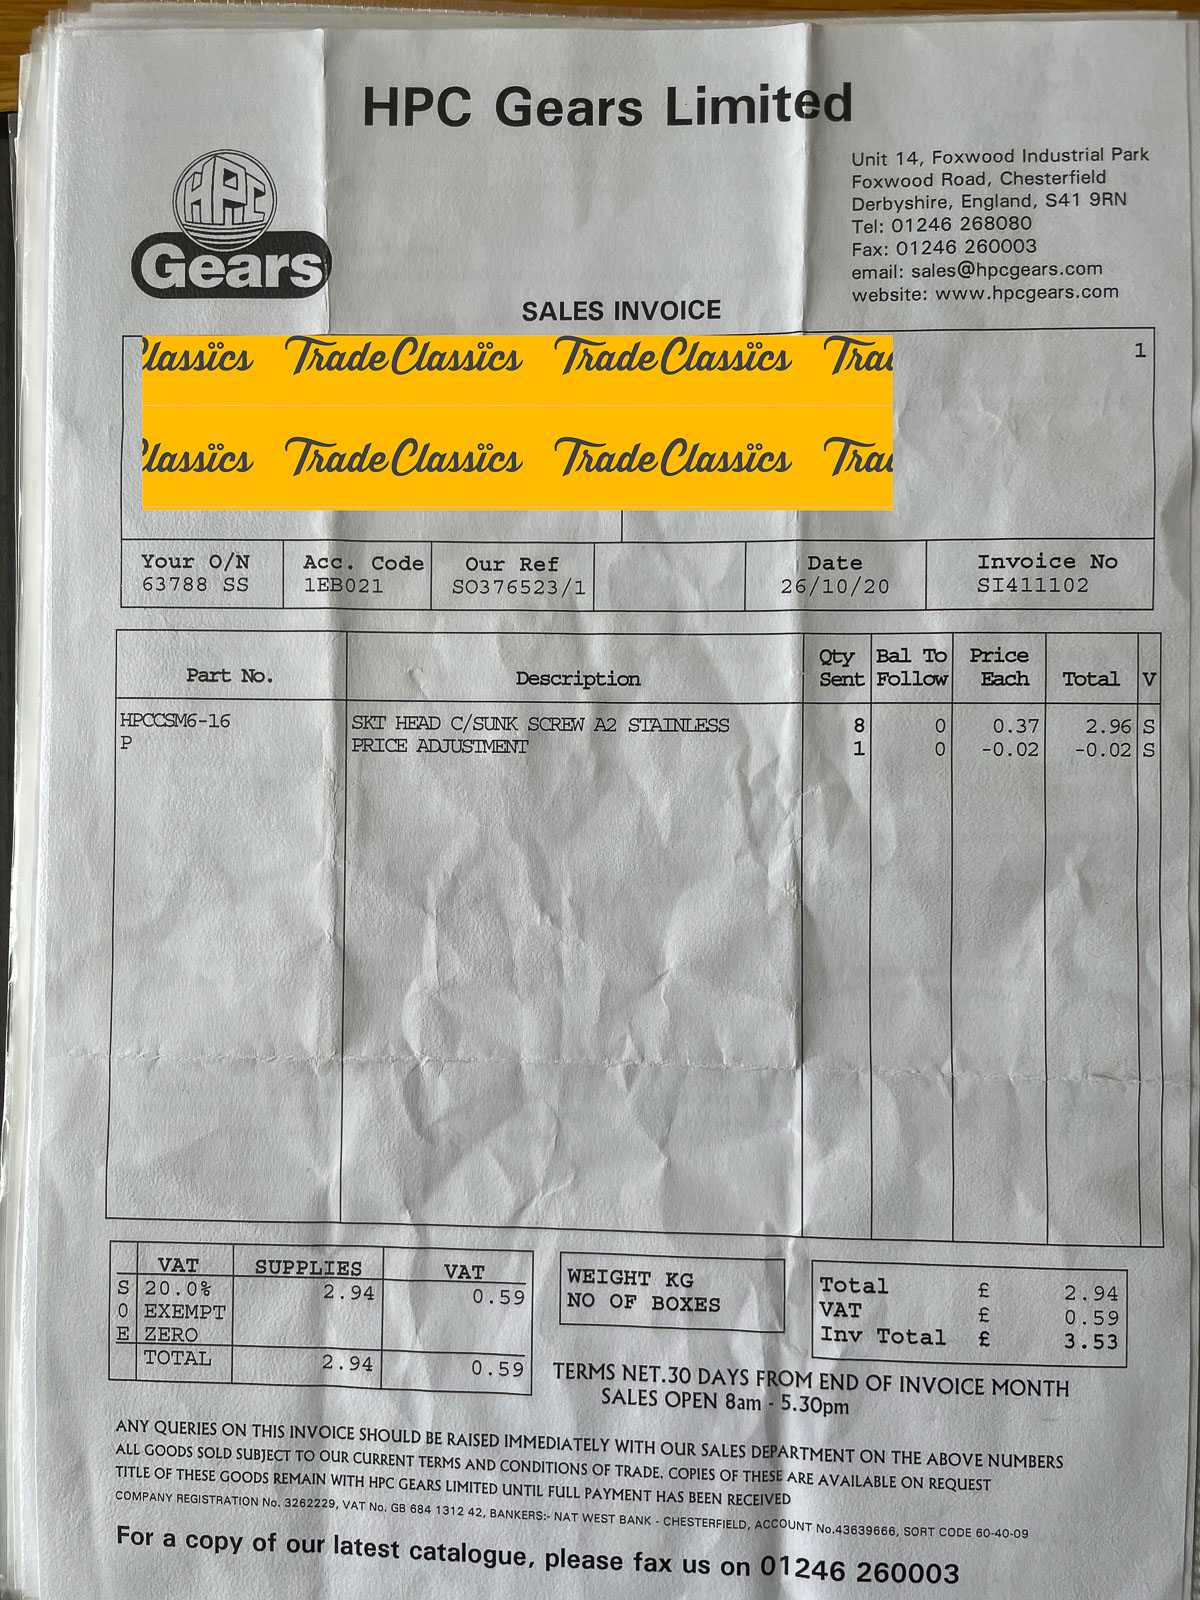 HPC Gears Limited
HPC
Gears
Unit 14, Foxwood Industrial Park
Foxwood Road, Chesterfield
Derbyshire, England, S41 9RN
Tel: 01246 268080
Fax: 01246 260003
email: sales@hpcgears.com
website: www.hpcgears.com
SALES INVOICE
1
Classïcs Trade Classïcs Trade Classïcs Trad
Classïcs Trade Classïcs Trade Classïcs Trad
Your O/N Acc. Code Our Ref Date Invoice No
63788 SS 1EB021 SO376523/1 26/10/20 SI411102
Part No. Description Qty Sent Bal To Follow Price Each Total V
HPCCSM6-16 SKT HEAD C/SUNK SCREW A2 STAINLESS 8 0 0.37 2.96 S
P PRICE ADJUSTMENT 1 0 -0.02 -0.02 S
VAT SUPPLIES VAT
S 20.0% 2.94 0.59
0 EXEMPT
E ZERO
TOTAL 2.94 0.59
WEIGHT KG
NO OF BOXES
Total £ 2.94
VAT £ 0.59
Inv Total £ 3.53
TERMS NET.30 DAYS FROM END OF INVOICE MONTH
SALES OPEN 8am - 5.30pm
ANY QUERIES ON THIS INVOICE SHOULD BE RAISED IMMEDIATELY WITH OUR SALES DEPARTMENT ON THE ABOVE NUMBERS
ALL GOODS SOLD SUBJECT TO OUR CURRENT TERMS AND CONDITIONS OF TRADE. COPIES OF THESE ARE AVAILABLE ON REQUEST
TITLE OF THESE GOODS REMAIN WITH HPC GEARS LIMITED UNTIL FULL PAYMENT HAS BEEN RECEIVED
COMPANY REGISTRATION No. 3262229, VAT No. GB 684 1312 42, BANKERS:- NAT WEST BANK - CHESTERFIELD, ACCOUNT No.43639666, SORT CODE 60-40-09
For a copy of our latest catalogue, please fax us on 01246 260003